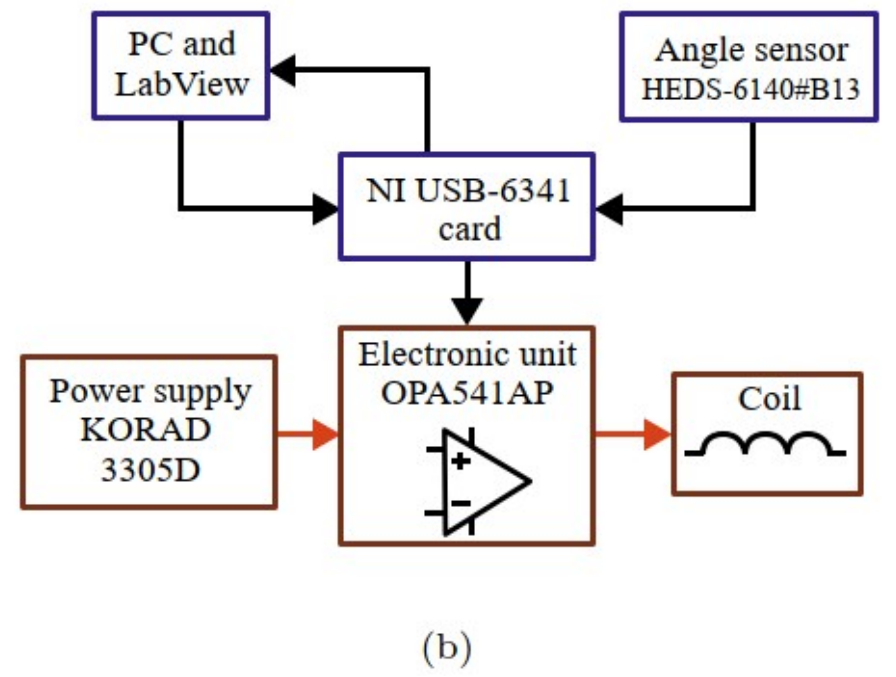 PC and
LabView
Angle sensor
HEDS-6140#B13
NI USB-6341
card
Power supply
KORAD
3305D
Electronic unit
OPA541AP
+
−
Coil
(b)